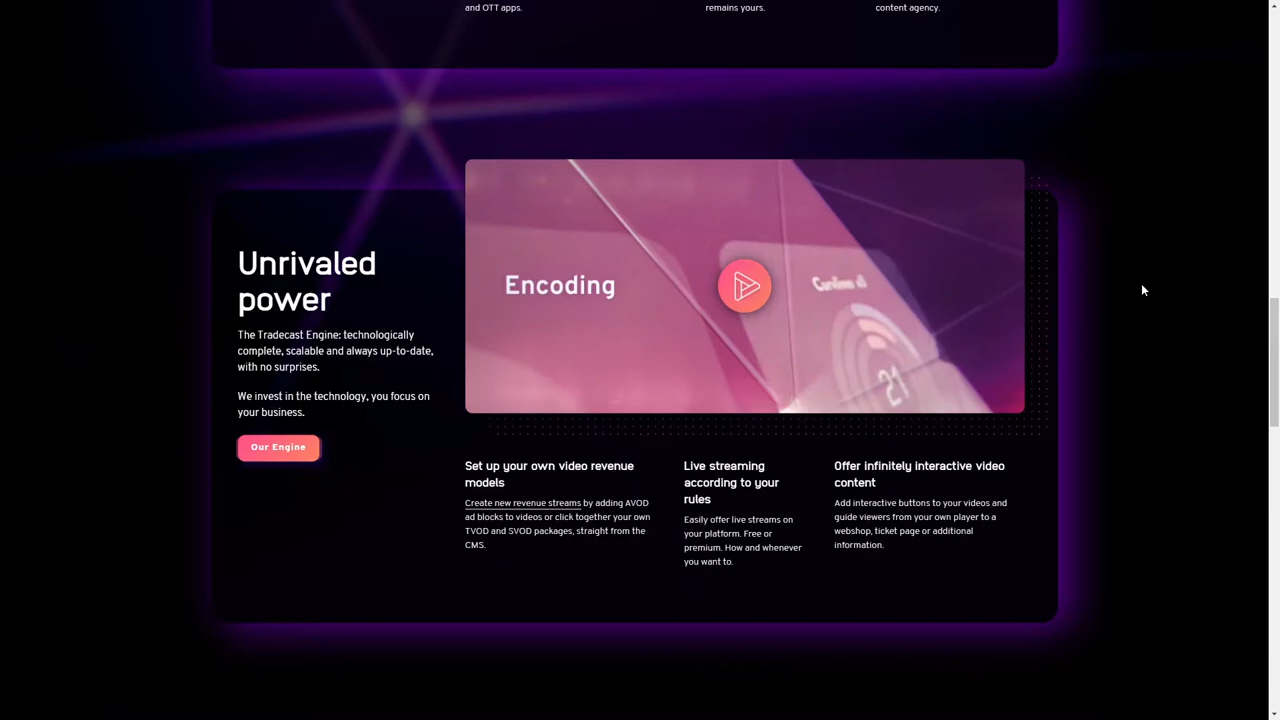 and OTT apps.
remains yours.
content agency.
Encoding
21
Unrivaled
power
The Tradecast Engine: technologically
complete, scalable and always up-to-date,
with no surprises.
We invest in the technology, you focus on
your business.
Our Engine
Set up your own video revenue
models
Create new revenue streams by adding AVOD
ad blocks to videos or click together your own
TVOD and SVOD packages, straight from the
CMS.
Live streaming
according to your
rules
Easily offer live streams on
your platform. Free or
premium. How and whenever
you want to.
Offer infinitely interactive video
content
Add interactive buttons to your videos and
guide viewers from your own player to a
webshop, ticket page or additional
information.